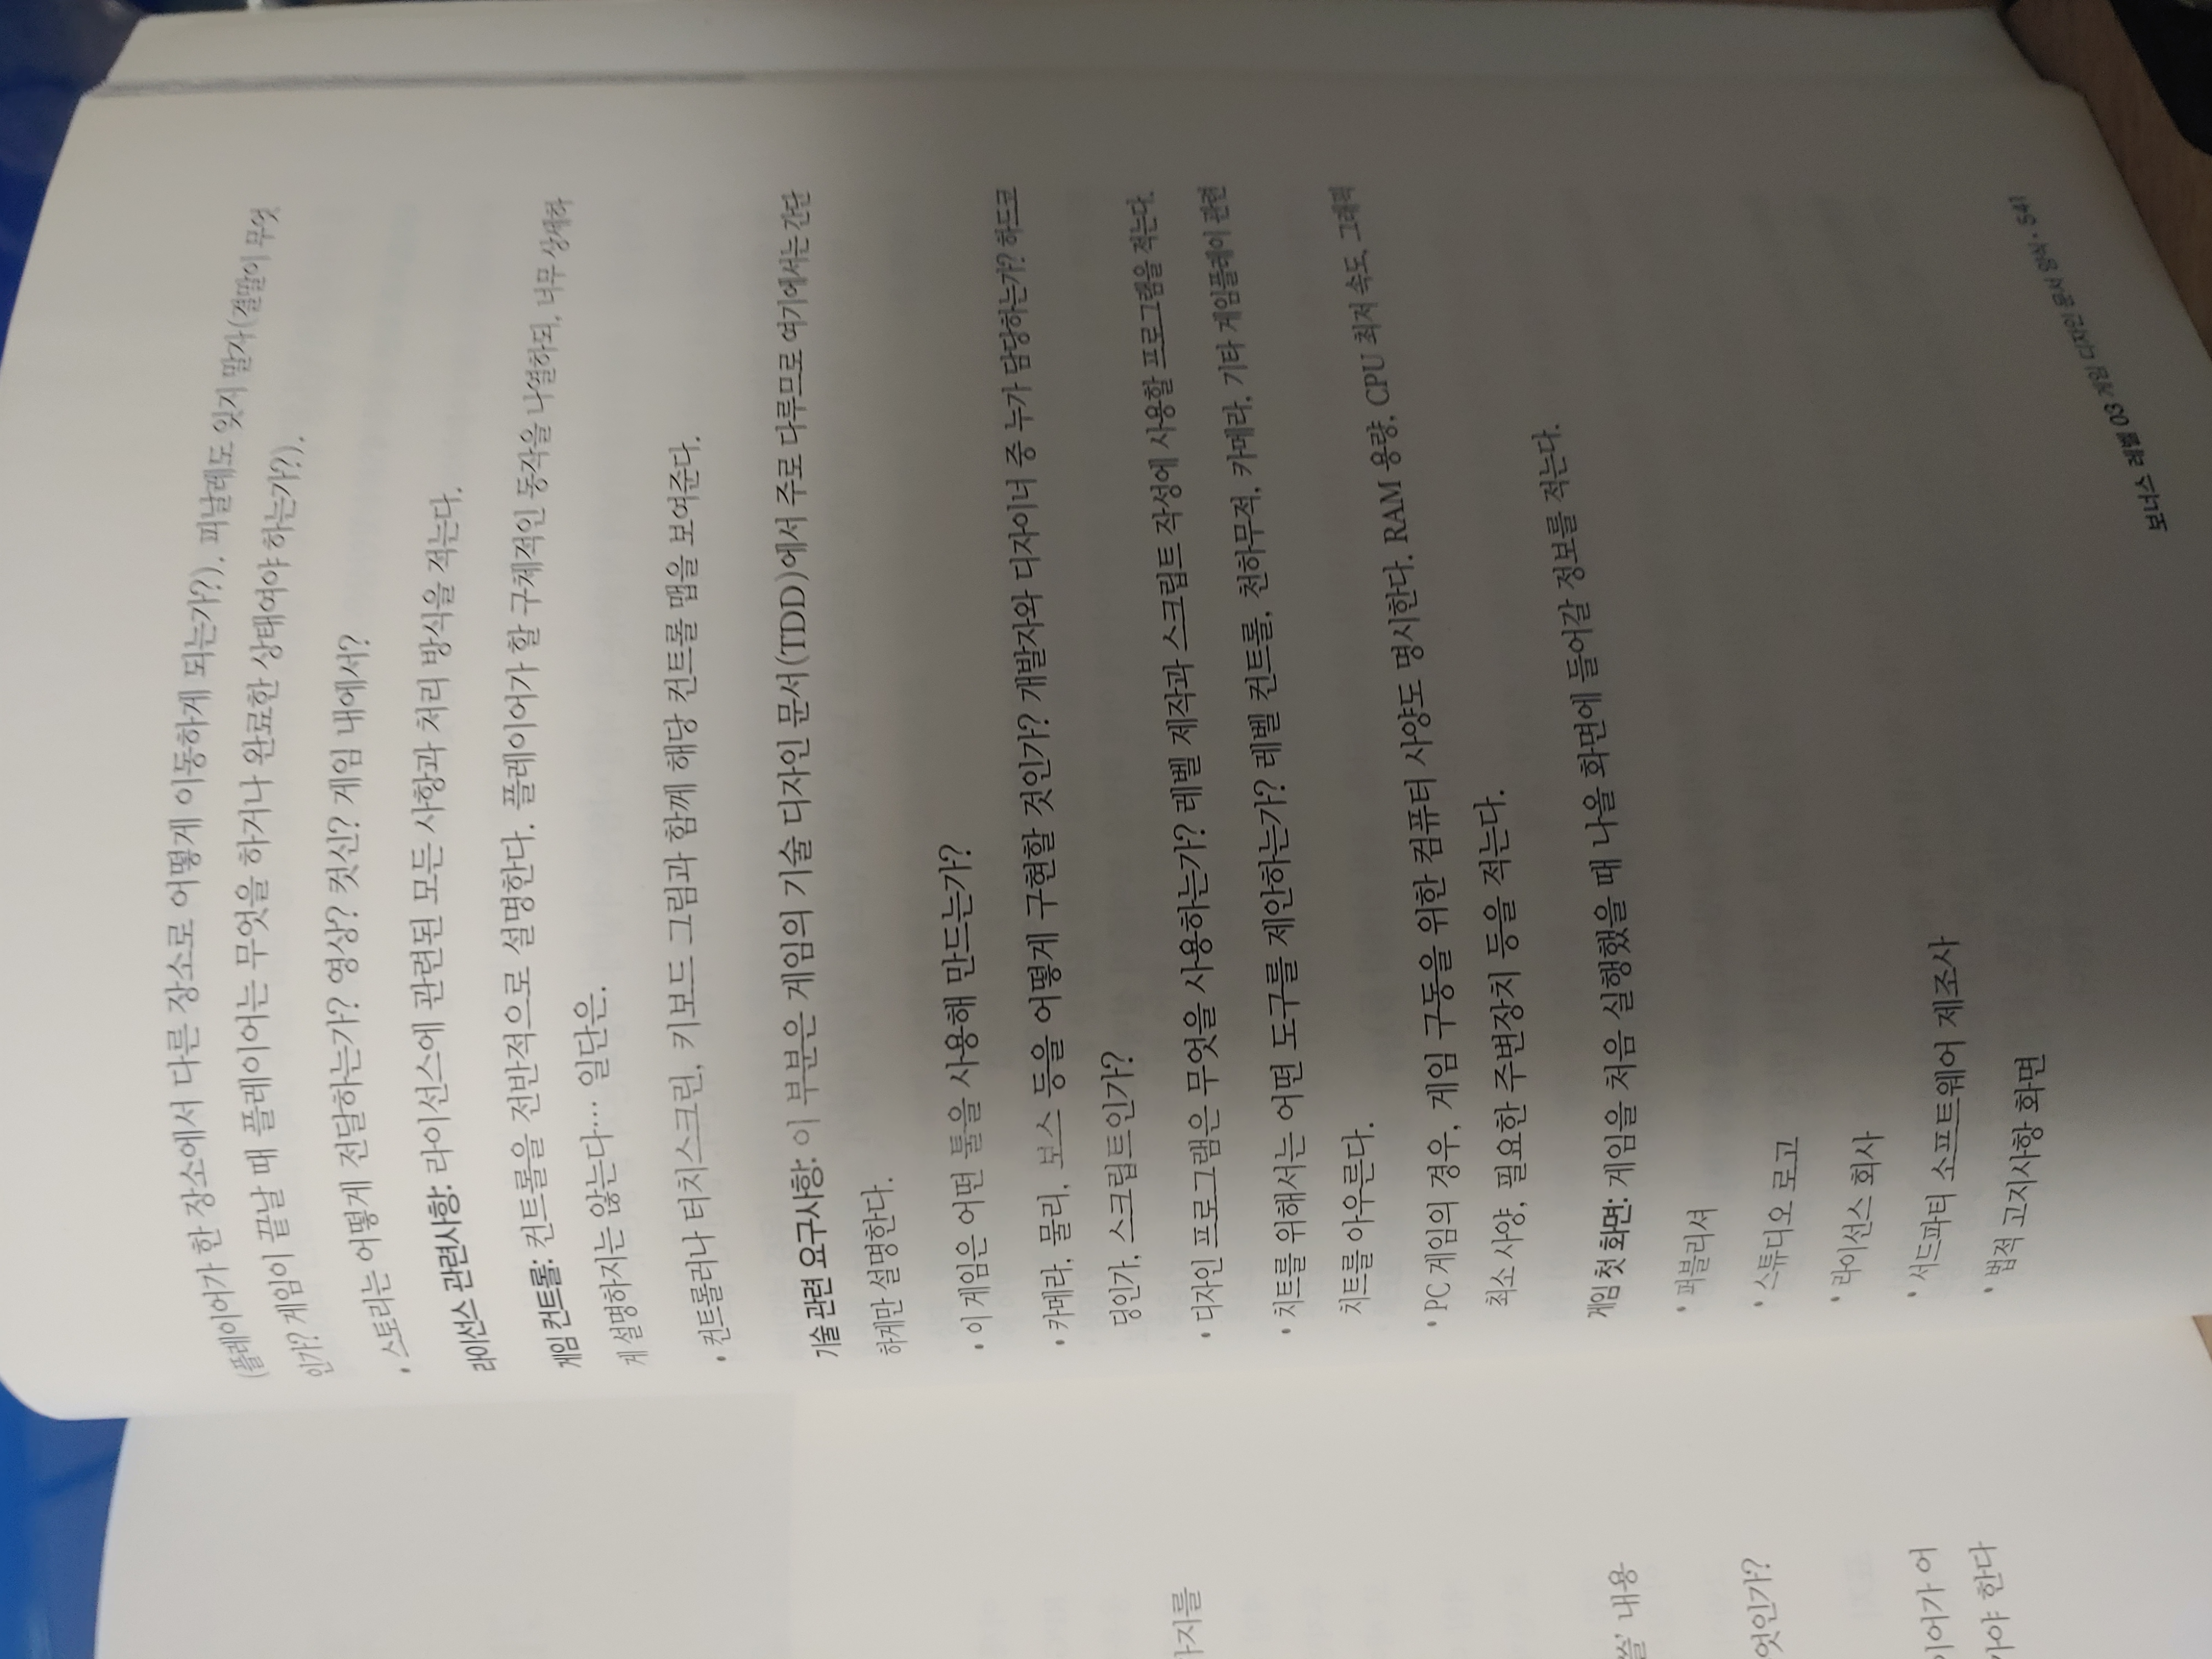 (플레이어가 한 장소에서 다른 장소로 어떻게 이동하게 되는가?). 피날레도 잊지 말자(결말이 무엇
인가? 게임이 끝날 때 플레이어는 무엇을 하거나 완료한 상태여야 하는가?).
• 스토리는 어떻게 전달하는가? 영상? 컷신? 게임 내에서?
라이선스 관련사항: 라이선스에 관련된 모든 사항과 처리 방식을 적는다.
게임 컨트롤: 컨트롤을 전반적으로 설명한다. 플레이어가 할 구체적인 동작을 나열하되, 너무 상세하
게 설명하지는 않는다… 일단은.
• 컨트롤러나 터치스크린, 키보드 그림과 함께 해당 컨트롤 맵을 보여준다.
기술 관련 요구사항: 이 부분은 게임의 기술 디자인 문서(TDD)에서 주로 다루므로 여기에서는 간단
하게만 설명한다.
• 이 게임은 어떤 툴을 사용해 만드는가?
• 카메라, 물리, 보스 등을 어떻게 구현할 것인가? 개발자와 디자이너 중 누가 담당하는가? 하드코
딩인가, 스크립트인가?
• 디자인 프로그램은 무엇을 사용하는가? 레벨 제작과 스크립트 작성에 사용할 프로그램을 적는다.
• 치트를 위해서는 어떤 도구를 제안하는가? 레벨 컨트롤, 천하무적, 카메라, 기타 게임플레이 관련
치트를 아우른다.
• PC 게임의 경우, 게임 구동을 위한 컴퓨터 사양도 명시한다. RAM 용량, CPU 최저 속도, 그래픽
최소 사양, 필요한 주변장치 등을 적는다.
게임 첫 화면: 게임을 처음 실행했을 때 나올 화면에 들어갈 정보를 적는다.
• 퍼블리셔
• 스튜디오 로고
• 라이선스 회사
• 서드파티 소프트웨어 제조사
• 법적 고지사항 화면
보너스 레벨 03 게임 디자인 문서 양식 • 541
가지를
쓸' 내용
엇인가?
이어가 어
가야 한다